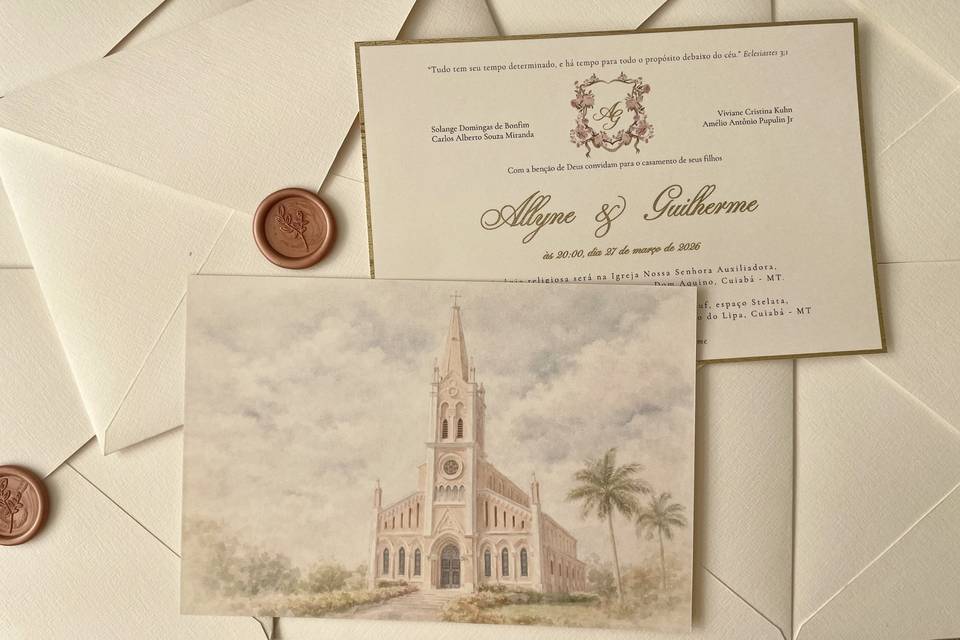 “Tudo tem seu tempo determinado, e há tempo para todo o propósito debaixo do céu.” Eclesiastes 3;1
AG
Solange Domingas de Bonfim
Carlos Alberto Souza Miranda
Viviane Cristina Kuhn
Amélio Antônio Pupulin Jr
Com a benção de Deus convidam para o casamento de seus filhos
Allyne & Guilherme
às 20:00, dia 27 de março de 2026
religiosa será na Igreja Nossa Senhora Auxiliadora,
Dom Aquino, Cuiabá - MT.
espaço Stelata,
do Lipa, Cuiabá - MT